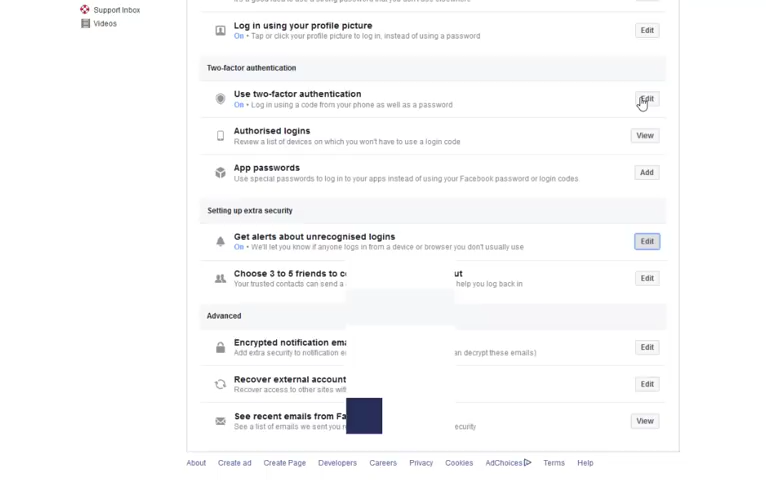 Support Inbox
Videos
Log in using your profile picture
On • Tap or click your profile picture to log in, instead of using a password
Edit
Two-factor authentication
Use two-factor authentication
On • Log in using a code from your phone as well as a password
Edit
Authorised logins
Review a list of devices on which you won't have to use a login code
View
App passwords
Use special passwords to log in to your apps instead of using your Facebook password or login codes
Add
Setting up extra security
Get alerts about unrecognised logins
On • We'll let you know if anyone logs in from a device or browser you don't usually use
Edit
Choose 3 to 5 friends to
Your trusted contacts can send a help you log back in
Edit
Advanced
Encrypted notification
Add extra security to notification can decrypt these emails)
Edit
Recover external account
Recover access to other sites
Edit
See recent emails from
See a list of emails we sent you security
View
About Create ad Create Page Developers Careers Privacy Cookies AdChoices Terms Help